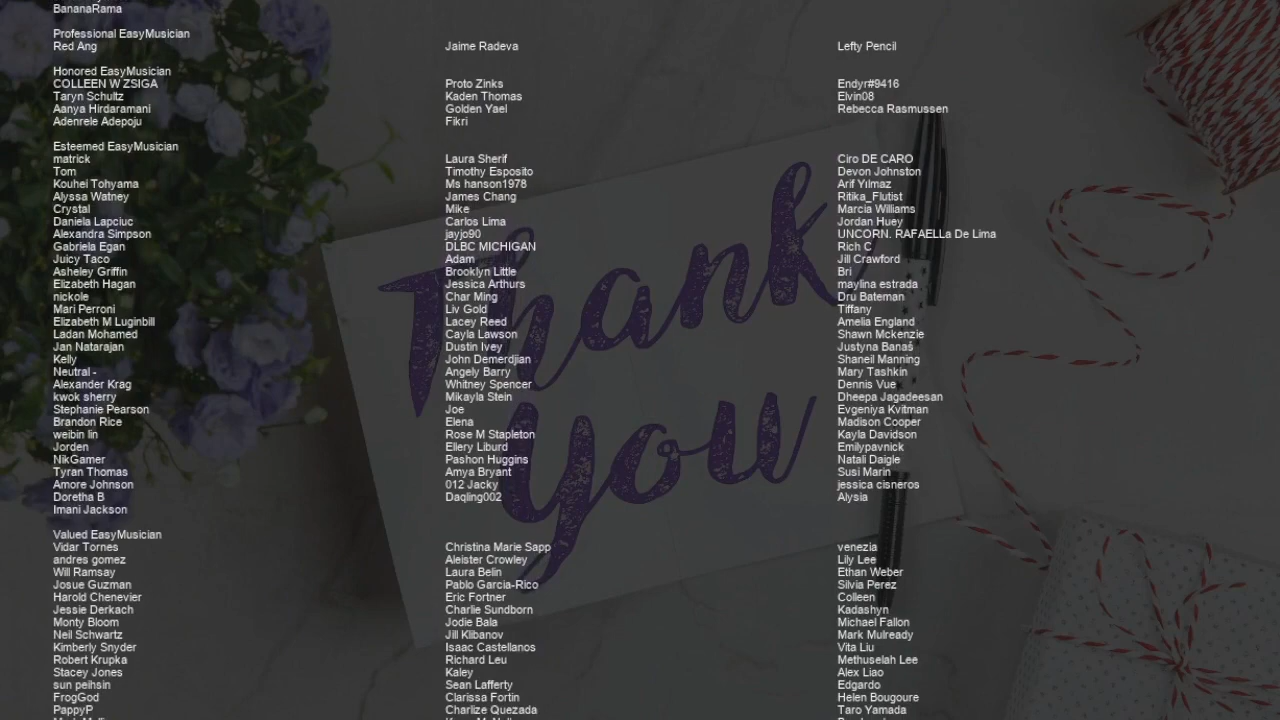 BananaRama
Professional EasyMusician
Red Ang Jaime Radeva Lefty Pencil
Honored EasyMusician
COLLEEN W ZSIGA Proto Zinks Endyr#9416
Taryn Schultz Kaden Thomas Elvin08
Aanya Hirdaramani Golden Yael Rebecca Rasmussen
Adenrele Adepoju Fikri
Esteemed EasyMusician
matrick Laura Sherif Ciro DE CARO
Tom Timothy Esposito Devon Johnston
Kouhei Tohyama Ms hanson1978 Arif Yılmaz
Alyssa Watney James Chang Ritika_Flutist
Crystal Mike Marcia Williams
Daniela Lapciuc Carlos Lima Jordan Huey
Alexandra Simpson jayjo90 UNCORN. RAFAELLa De Lima
Gabriela Egan DLBC MICHIGAN Rich C
Juicy Taco Adam Jill Crawford
Asheley Griffin Brooklyn Little Bri
Elizabeth Hagan Jessica Arthurs maylina estrada
nickole Char Ming Dru Bateman
Mari Perroni Liv Gold Tiffany
Elizabeth M Luginbill Lacey Reed Amelia England
Ladan Mohamed Cayla Lawson Shawn Mckenzie
Jan Natarajan Dustin Ivey Justyna Banaś
Kelly John Demerdjian Shaneil Manning
Neutral - Angely Barry Mary Tashkin
Alexander Krag Whitney Spencer Dennis Vue
kwok sherry Mikayla Stein Dheepa Jagadeesan
Stephanie Pearson Joe Evgeniya Kvitman
Brandon Rice Elena Madison Cooper
weibin lin Rose M Stapleton Kayla Davidson
Jorden Ellery Liburd Emilypavnick
NikGamer Pashon Huggins Natali Daigle
Tyran Thomas Amya Bryant Susi Marin
Amore Johnson 012 Jacky jessica cisneros
Doretha B Daqling002 Alysia
Imani Jackson
Valued EasyMusician
Vidar Tornes Christina Marie Sapp venezia
andres gomez Aleister Crowley Lily Lee
Will Ramsay Laura Belin Ethan Weber
Josue Guzman Pablo Garcia-Rico Silvia Perez
Harold Chenevier Eric Fortner Colleen
Jessie Derkach Charlie Sundborn Kadashyn
Monty Bloom Jodie Bala Michael Fallon
Neil Schwartz Jill Klibanov Mark Mulready
Kimberly Snyder Isaac Castellanos Vita Liu
Robert Krupka Richard Leu Methuselah Lee
Stacey Jones Kaley Alex Liao
sun peihsin Sean Lafferty Edgardo
FrogGod Clarissa Fortin Helen Bougoure
PappyP Charlize Quezada Taro Yamada
Thank
you